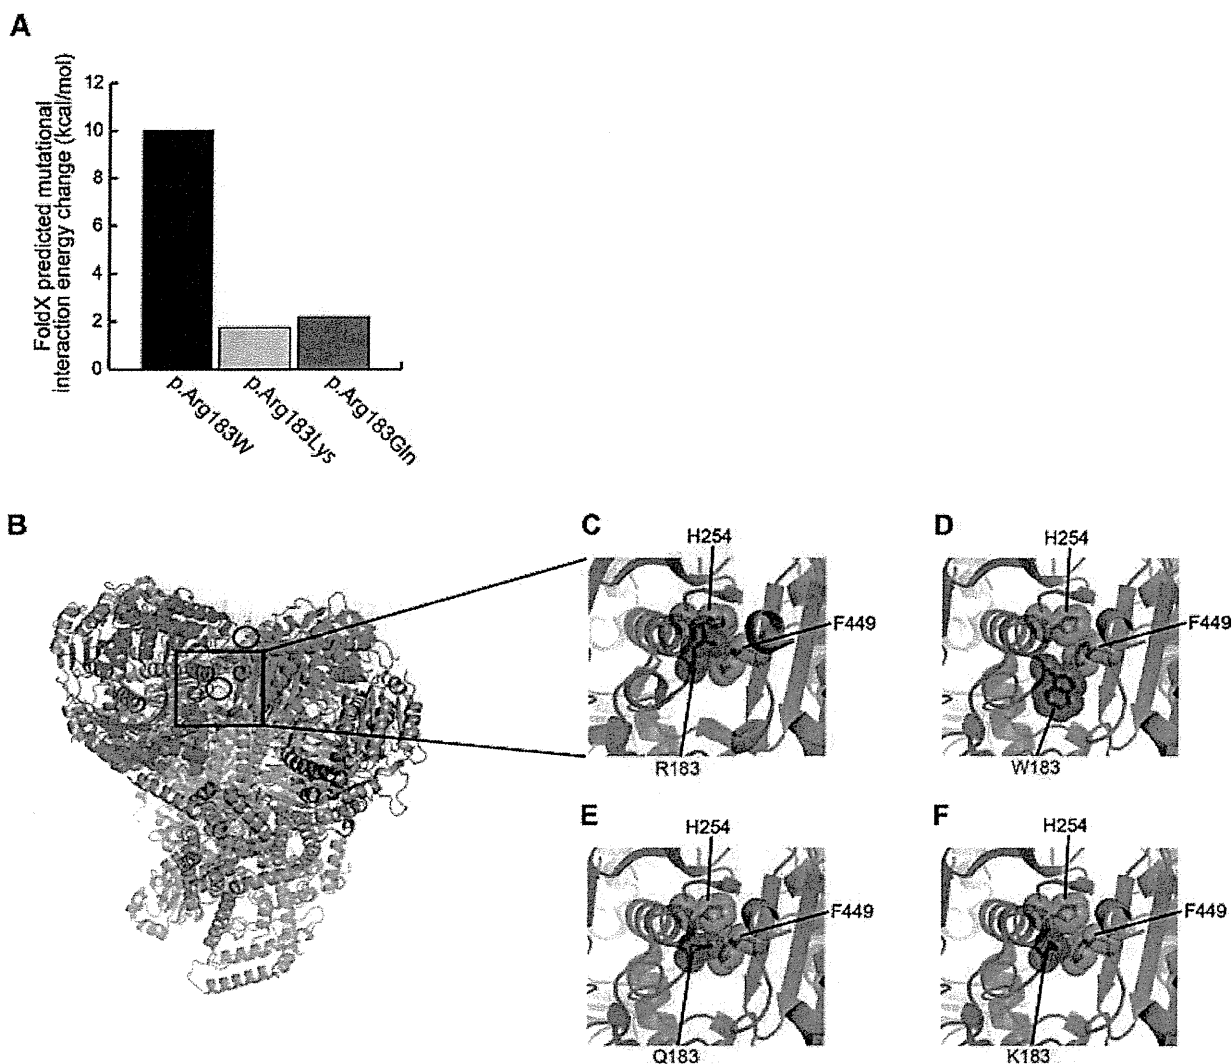 A
FoldX predicted mutational
interaction energy change (kcal/mol)
12
10
8
6
4
2
0
p.Arg183W
p.Arg183Lys
p.Arg183Gln
B
C
H254
F449
R183
D
H254
F449
W183
E
H254
F449
Q183
F
H254
F449
K183